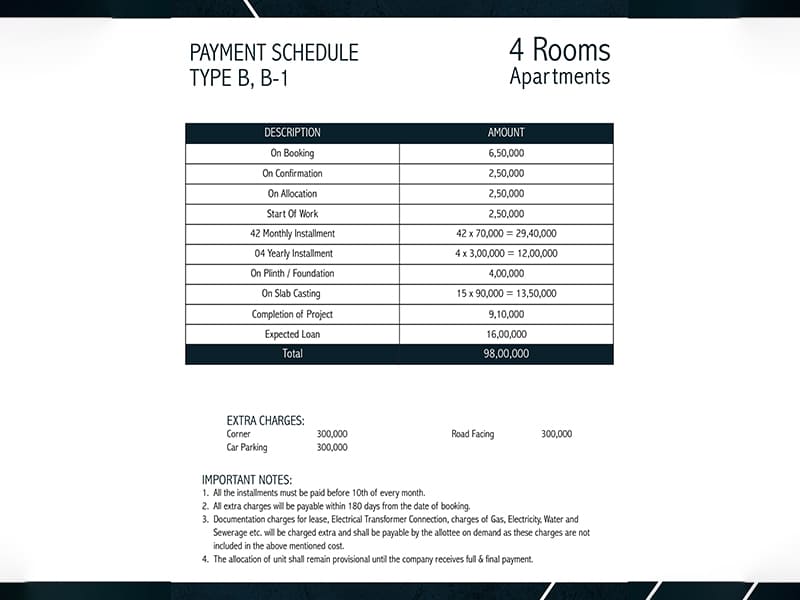 PAYMENT SCHEDULE
TYPE B, B-1
4 Rooms
Apartments
DESCRIPTION AMOUNT
On Booking 6,50,000
On Confirmation 2,50,000
On Allocation 2,50,000
Start Of Work 2,50,000
42 Monthly Installment 42 x 70,000 = 29,40,000
04 Yearly Installment 4 x 3,00,000 = 12,00,000
On Plinth / Foundation 4,00,000
On Slab Casting 15 x 90,000 = 13,50,000
Completion of Project 9,10,000
Expected Loan 16,00,000
Total 98,00,000
EXTRA CHARGES:
Corner 300,000 Road Facing 300,000
Car Parking 300,000
IMPORTANT NOTES:
1. All the installments must be paid before 10th of every month.
2. All extra charges will be payable within 180 days from the date of booking.
3. Documentation charges for lease, Electrical Transformer Connection, charges of Gas, Electricity, Water and
Sewerage etc. will be charged extra and shall be payable by the allottee on demand as these charges are not
included in the above mentioned cost.
4. The allocation of unit shall remain provisional until the company receives full & final payment.